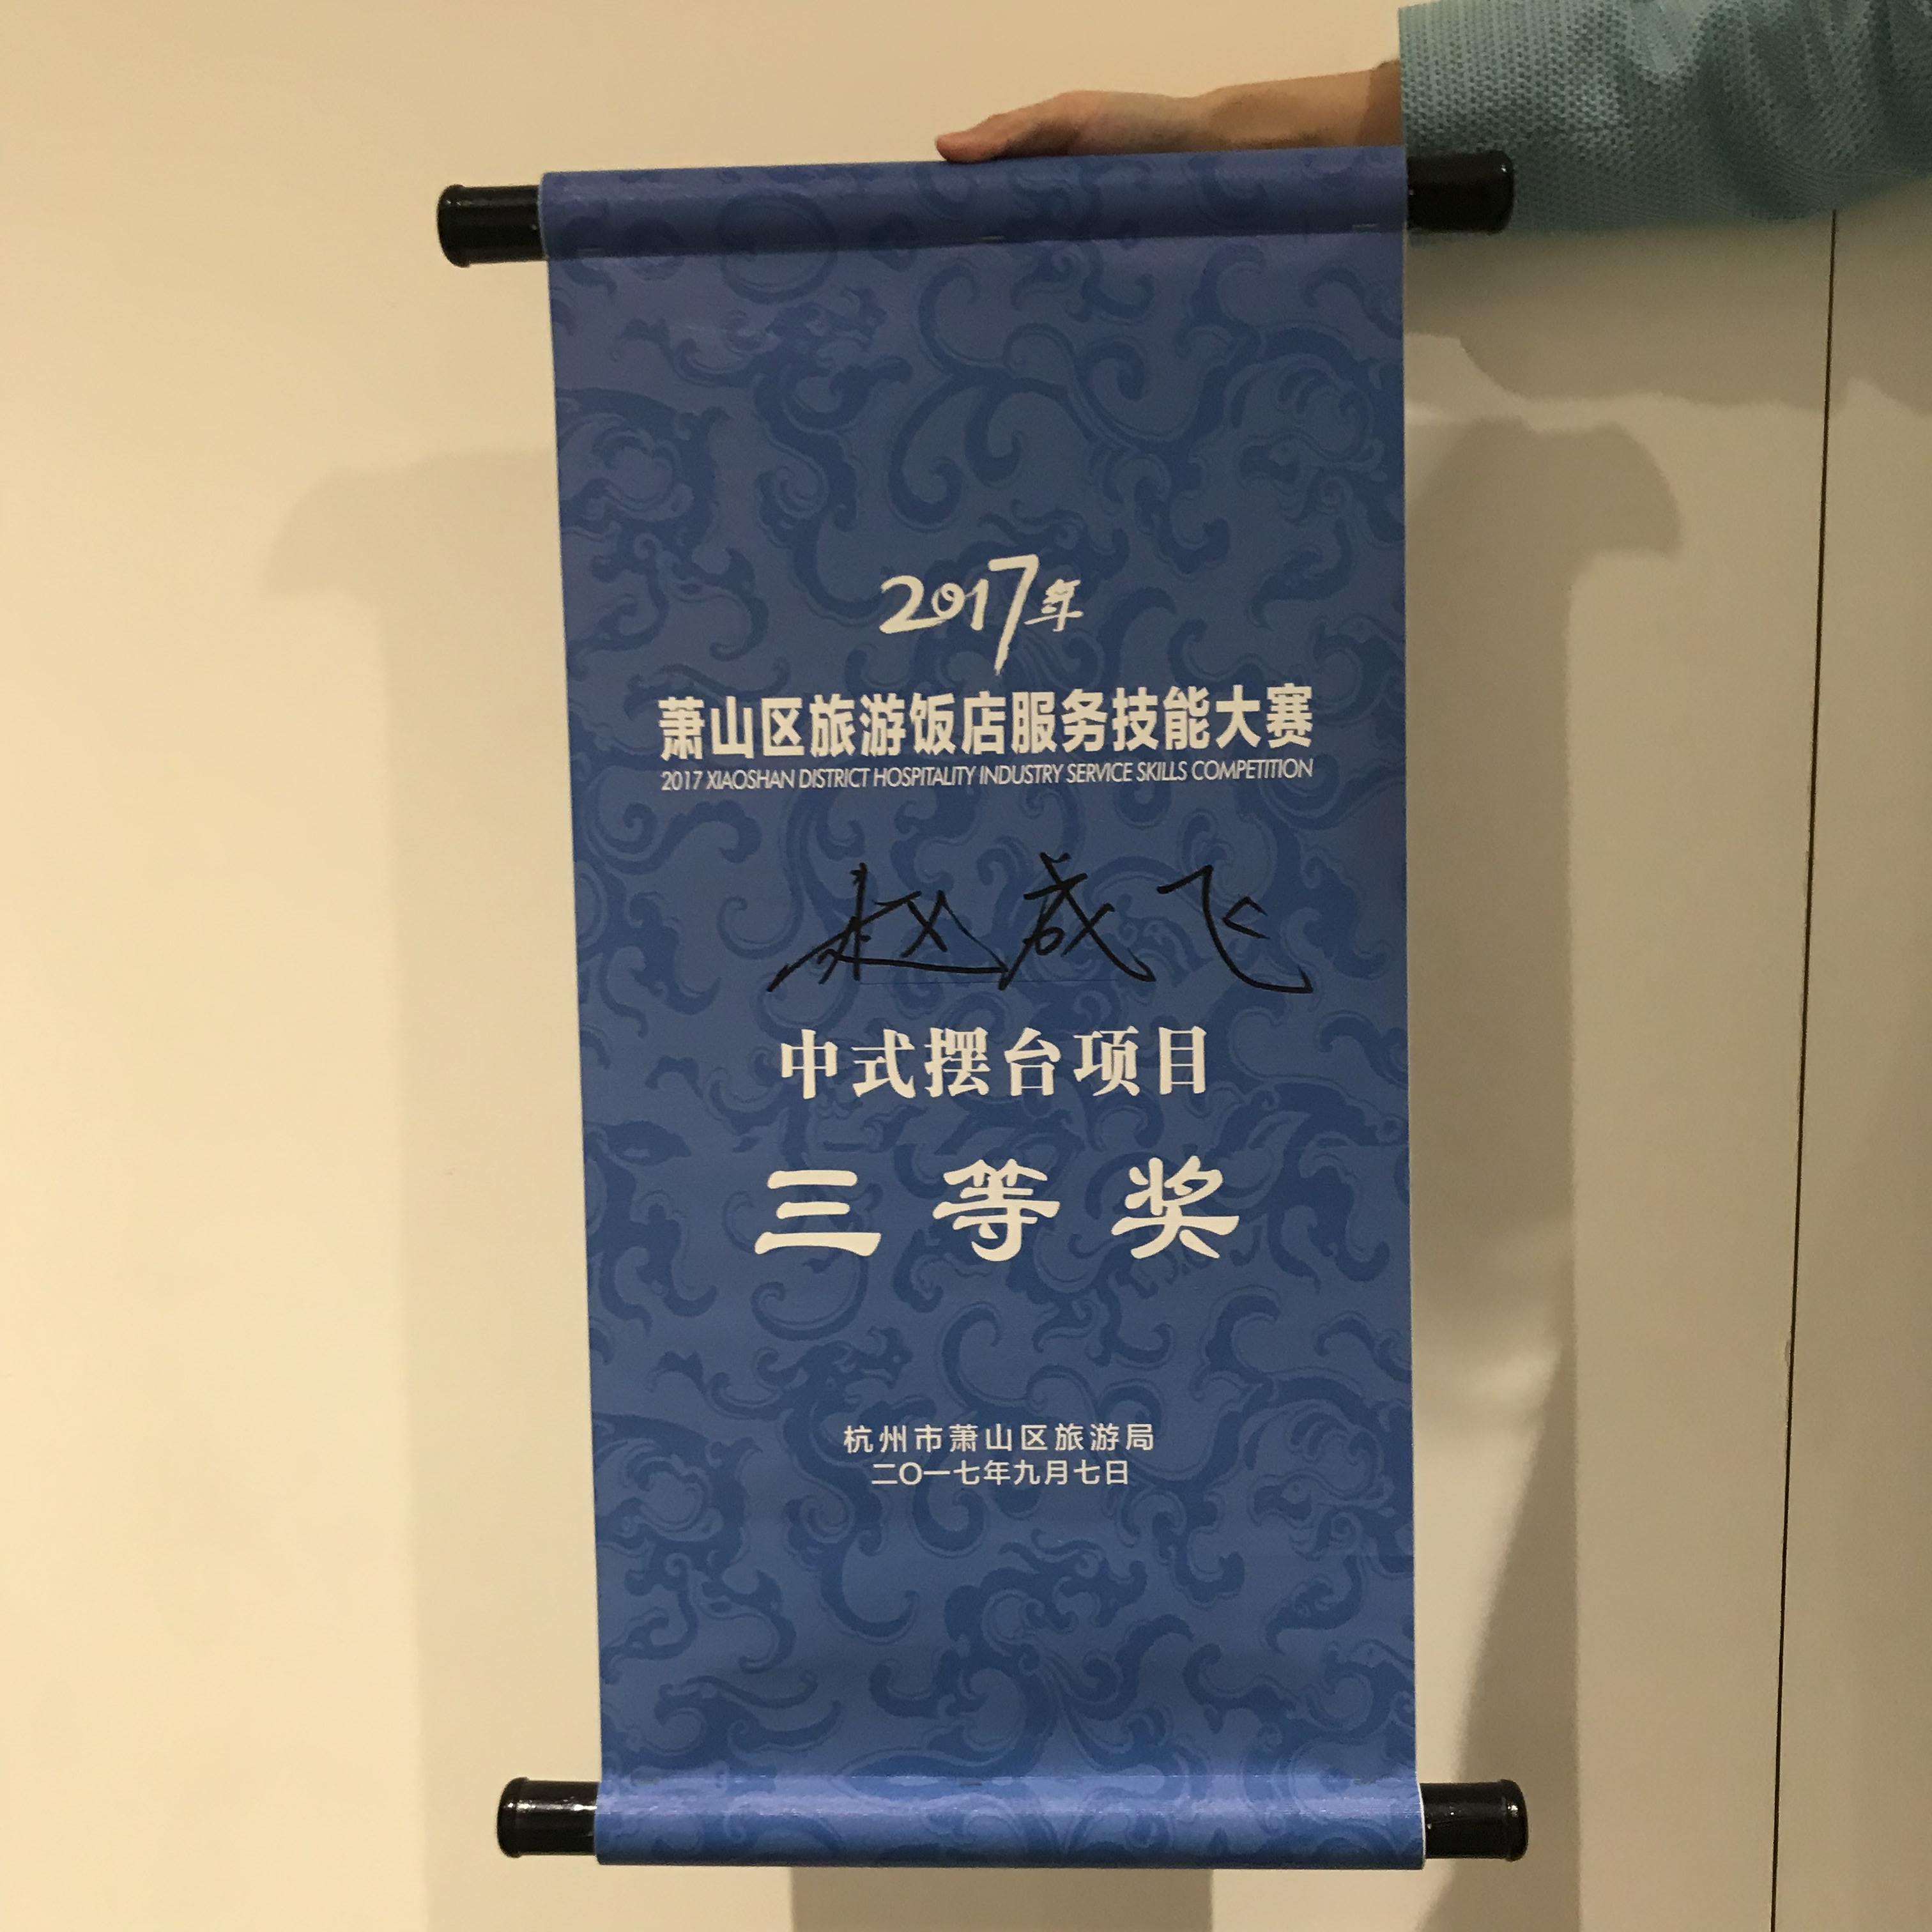 2017年
萧山区旅游饭店服务技能大赛
2017 XIAOSHAN DISTRICT HOSPITALITY INDUSTRY SERVICE SKILLS COMPETITION
赵成飞
中式摆台项目
三等奖
杭州市萧山区旅游局
二〇一七年九月七日